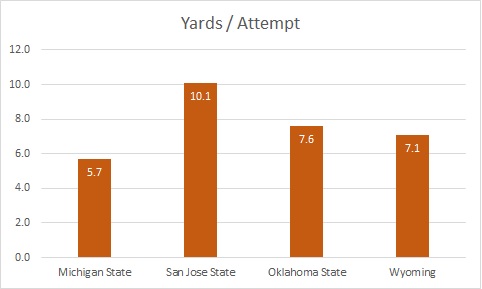 Yards / Attempt
12.0
10.0
8.0
6.0
4.0
2.0
0.0
5.7
10.1
7.6
7.1
Michigan State
San Jose State
Oklahoma State
Wyoming